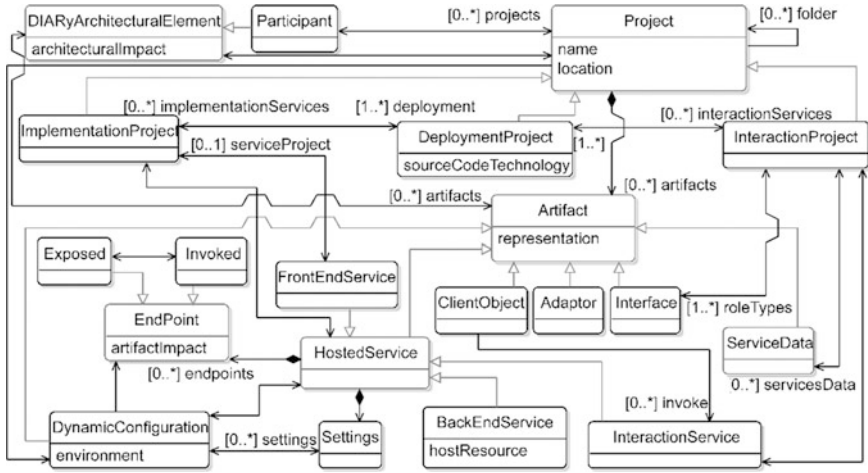 DIARyArchitecturalElement
architecturalImpact
Participant
[0..*] projects
Project
name
location
[0..*] folder
[0..*] implementationServices
[1..*] deployment
[0..*] interactionServices
ImplementationProject
[0..1] serviceProject
DeploymentProject
sourceCodeTechnology
[1..*]
InteractionProject
[0..*] artifacts
[0..*] artifacts
Artifact
representation
Exposed
Invoked
FrontEndService
ClientObject
Adaptor
Interface
[1..*] roleTypes
EndPoint
artifactImpact
[0..*] endpoints
HostedService
ServiceData
[0..*] servicesData
DynamicConfiguration
environment
[0..*] settings
Settings
BackEndService
hostResource
[0..*] invoke
InteractionService